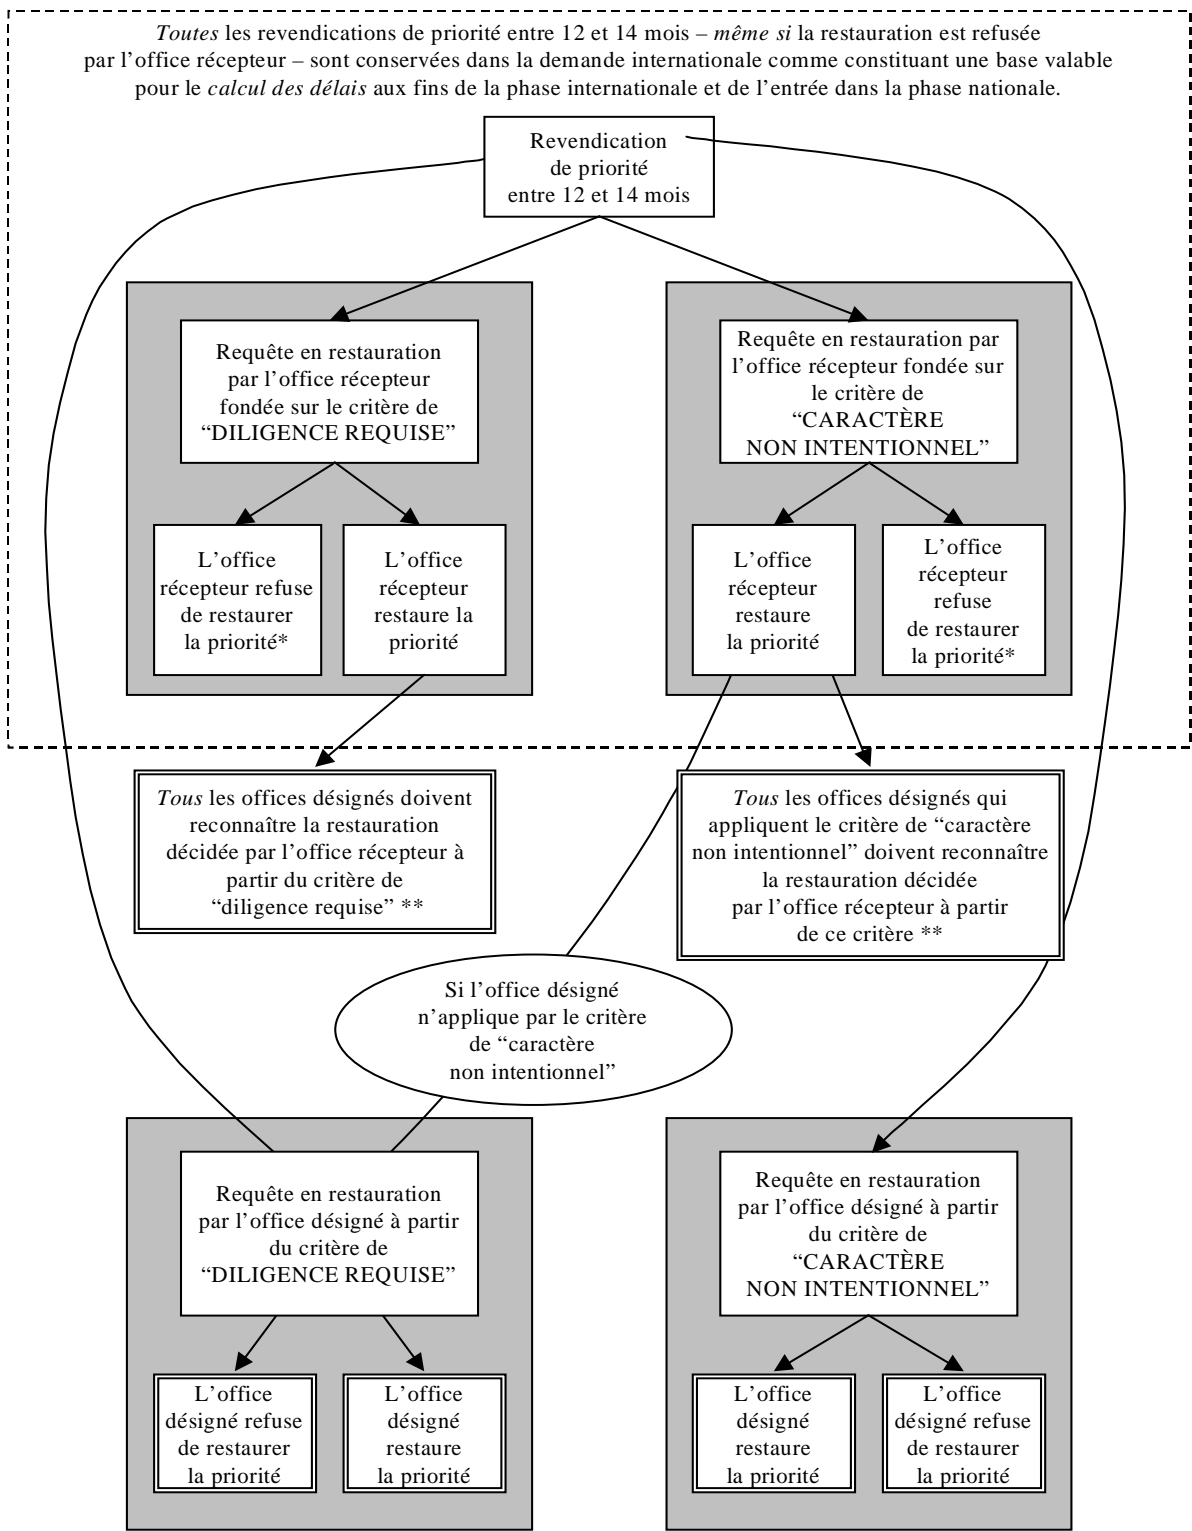 Toutes les revendications de priorité entre 12 et 14 mois – même si la restauration est refusée
par l’office récepteur – sont conservées dans la demande internationale comme constituant une base valable
pour le calcul des délais aux fins de la phase internationale et de l’entrée dans la phase nationale.
Revendication
de priorité
entre 12 et 14 mois
Requête en restauration
par l’office récepteur
fondée sur le critère de
“DILIGENCE REQUISE”
Requête en restauration par
l’office récepteur fondée sur
le critère de
“CARACTÈRE
NON INTENTIONNEL”
L’office
récepteur refuse
de restaurer
la priorité*
L’office
récepteur
restaure la
priorité
L’office
récepteur
restaure
la priorité
L’office
récepteur
refuse
de restaurer
la priorité*
Tous les offices désignés doivent
reconnaître la restauration
décidée par l’office récepteur à
partir du critère de
“diligence requise” **
Tous les offices désignés qui
appliquent le critère de “caractère
non intentionnel” doivent reconnaître
la restauration décidée
par l’office récepteur à partir
de ce critère **
Si l’office désigné
n’applique par le critère
de “caractère
non intentionnel”
Requête en restauration
par l’office désigné à partir
du critère de
“DILIGENCE REQUISE”
Requête en restauration
par l’office désigné à partir
du critère de
“CARACTÈRE
NON INTENTIONNEL”
L’office
désigné refuse
de restaurer
la priorité
L’office
désigné
restaure
la priorité
L’office
désigné
restaure
la priorité
L’office
désigné refuse
de restaurer
la priorité